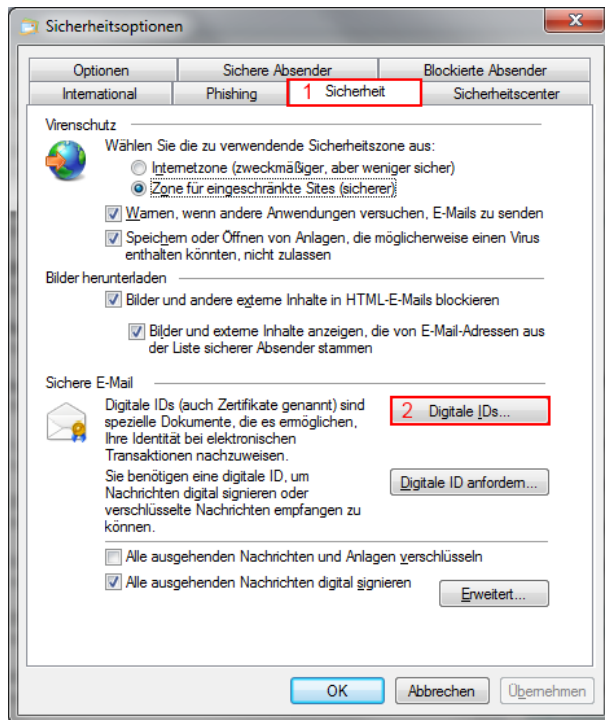 Sicherheitsoptionen
Optionen Sichere Absender Blockierte Absender
International Phishing 1 Sicherheit Sicherheitscenter
Virenschutz
Wählen Sie die zu verwendende Sicherheitszone aus:
Internetzone (zweckmäßiger, aber weniger sicher)
Zone für eingeschränkte Sites (sicherer)
Warnen, wenn andere Anwendungen versuchen, E-Mails zu senden
Speichern oder Öffnen von Anlagen, die möglicherweise einen Virus
enthalten könnten, nicht zulassen
Bilder herunterladen
Bilder und andere externe Inhalte in HTML-E-Mails blockieren
Bilder und externe Inhalte anzeigen, die von E-Mail-Adressen aus
der Liste sicherer Absender stammen
Sichere E-Mail
Digitale IDs (auch Zertifikate genannt) sind
spezielle Dokumente, die es ermöglichen,
Ihre Identität bei elektronischen
Transaktionen nachzuweisen.
2 Digitale IDs...
Sie benötigen eine digitale ID, um
Nachrichten digital signieren oder
verschlüsselte Nachrichten empfangen zu
können.
Digitale ID anfordern...
Alle ausgehenden Nachrichten und Anlagen verschlüsseln
Alle ausgehenden Nachrichten digital signieren
Erweitert...
OK Abbrechen Übernehmen